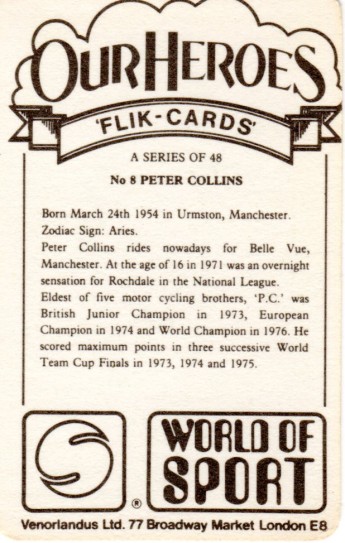 OUR HEROES
'FLIK-CARDS'
A SERIES OF 48
No 8 PETER COLLINS
Born March 24th 1954 in Urmston, Manchester.
Zodiac Sign: Aries.
Peter Collins rides nowadays for Belle Vue,
Manchester. At the age of 16 in 1971 was an overnight
sensation for Rochdale in the National League.
Eldest of five motor cycling brothers, 'P.C.' was
British Junior Champion in 1973, European
Champion in 1974 and World Champion in 1976. He
scored maximum points in three successive World
Team Cup Finals in 1973, 1974 and 1975.
®
WORLD OF
SPORT
Venorlandus Ltd. 77 Broadway Market London E8